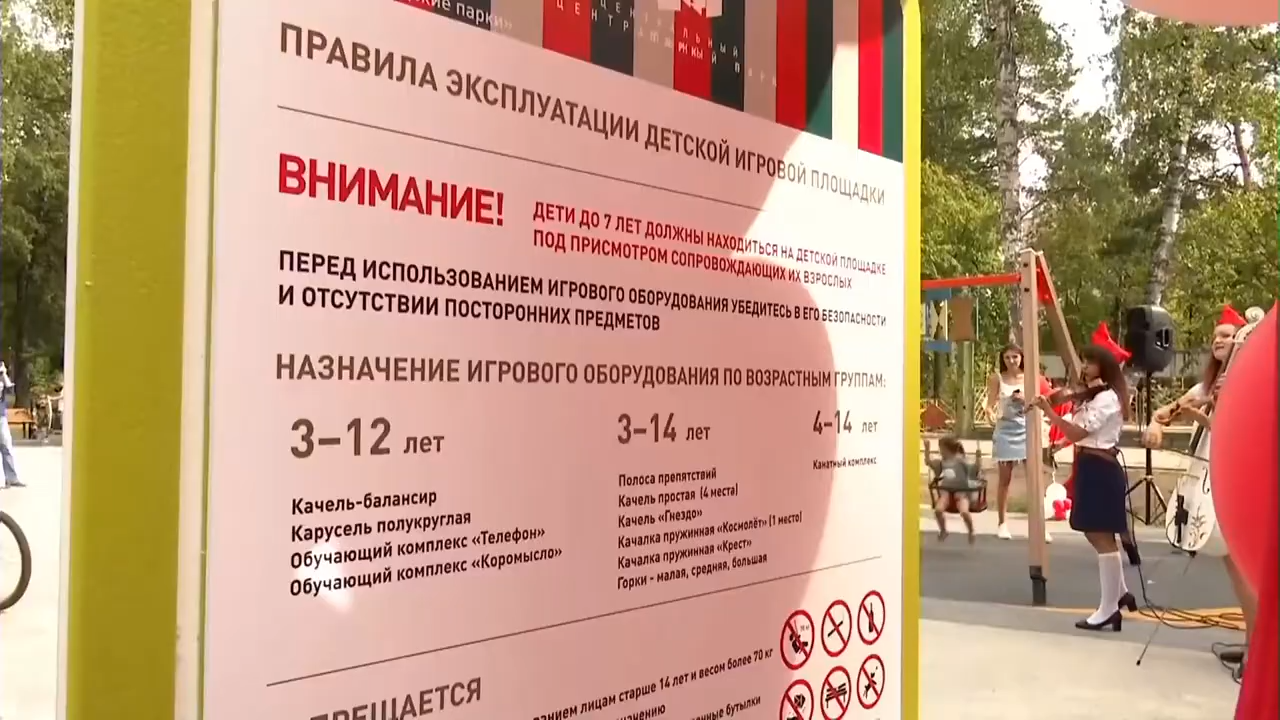 парки»
ПРАВИЛА ЭКСПЛУАТАЦИИ ДЕТСКОЙ ИГРОВОЙ ПЛОЩАДКИ
ВНИМАНИЕ!
ДЕТИ ДО 7 ЛЕТ ДОЛЖНЫ НАХОДИТЬСЯ НА ДЕТСКОЙ ПЛОЩАДКЕ
ПОД ПРИСМОТРОМ СОПРОВОЖДАЮЩИХ ИХ ВЗРОСЛЫХ
ПЕРЕД ИСПОЛЬЗОВАНИЕМ ИГРОВОГО ОБОРУДОВАНИЯ УБЕДИТЕСЬ В ЕГО БЕЗОПАСНОСТИ
И ОТСУТСТВИИ ПОСТОРОННИХ ПРЕДМЕТОВ
НАЗНАЧЕНИЕ ИГРОВОГО ОБОРУДОВАНИЯ ПО ВОЗРАСТНЫМ ГРУППАМ:
3–12 лет
Качель-балансир
Карусель полукруглая
Обучающий комплекс «Телефон»
Обучающий комплекс «Коромысло»
3–14 лет
Полоса препятствий
Качель простая (4 места)
Качель «Гнездо»
Качалка пружинная «Космолёт» (1 место)
Качалка пружинная «Крест»
Горки - малая, средняя, большая
4–14 лет
Канатный комплекс
лицам старше 14 лет и весом более 70 кг
бутылки